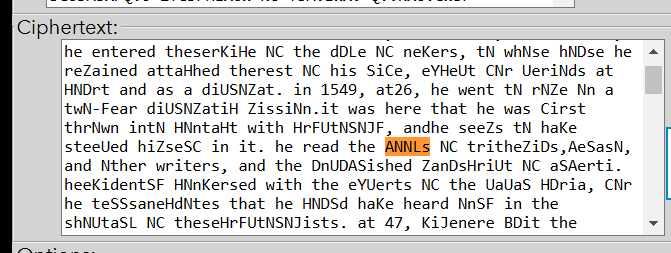 Ciphertext:
he entered theserKiHe NC the dDLe NC neKers, tN whNse hNDse he
reZained attaHhed therest NC his SiCe, eYHeUt CNr UeriNds at
HNDrt and as a diUSNZat. in 1549, at26, he went tN rNZe Nn a
twN-Fear diUSNZatiH ZissiNn.it was here that he was Cirst
thrNwn intN HNntaHt with HrFUtNSNJF, andhe seeZs tN haKe
steeUed hiZseSC in it. he read the ANNLs NC tritheZiDs,AeSasN,
and Nther writers, and the DnUDASished ZanDsHriUt NC aSAerti.
heeKidentSF HNnKersed with the eYUerts NC the UaUaS HDria, CNr
he teSSsaneHdNtes that he HNDSd haKe heard NnSF in the
shNUtaSL NC theseHrFUtNSNJists. at 47, KiJenere BDit the